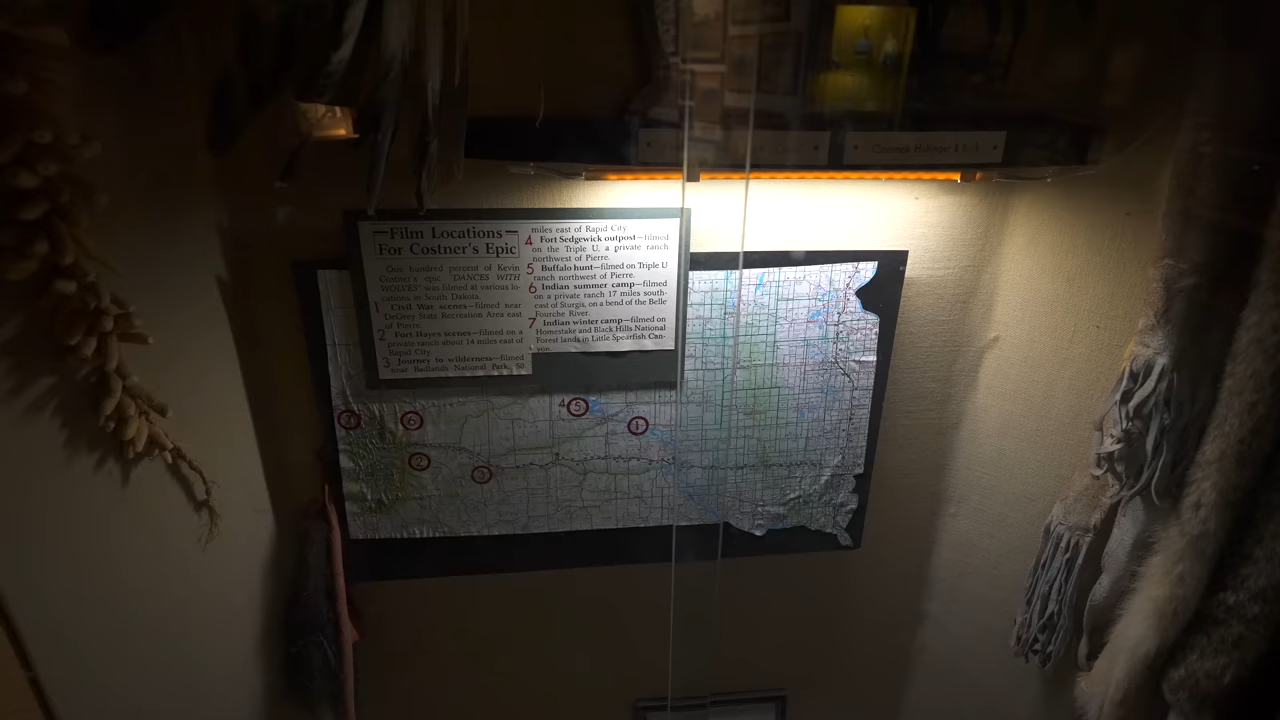 Film Locations
For Costner's Epic
One hundred percent of Kevin
Costner's epic "DANCES WITH
WOLVES" was filmed at various lo-
cations in South Dakota.
1 Civil War scenes—filmed near
DeGrey State Recreation Area east
of Pierre.
2 Fort Hayes scenes—filmed on a
private ranch about 14 miles east of
Rapid City.
3 Journey to wilderness—filmed
near Badlands National Park, 50
miles east of Rapid City
4 Fort Sedgewick outpost—filmed
on the Triple U, a private ranch
northwest of Pierre.
5 Buffalo hunt—filmed on Triple U
ranch northwest of Pierre.
6 Indian summer camp—filmed
on a private ranch 17 miles south-
east of Sturgis, on a bend of the Belle
Fourche River.
7 Indian winter camp—filmed on
Homestake and Black Hills National
Forest lands in Little Spearfish Can-
yon.
7 6 4 5 1
2 3